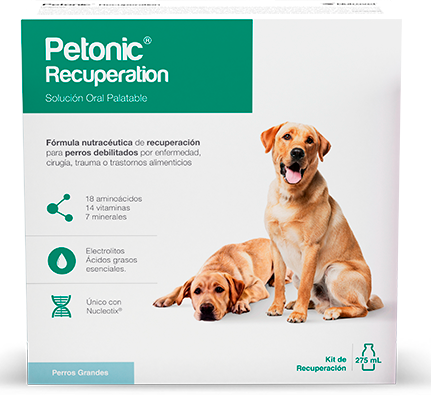 Petonic® Recuperation
Petonic®
Recuperation
Solución Oral Palatable
Fórmula nutracéutica de recuperación
para perros debilitados por enfermedad,
cirugía, trauma o trastornos alimenticios
18 aminoácidos
14 vitaminas
7 minerales
Electrolitos
Ácidos grasos
esenciales.
Único con
Nucleotix®
Perros Grandes
Kit de
Recuperación
275 mL